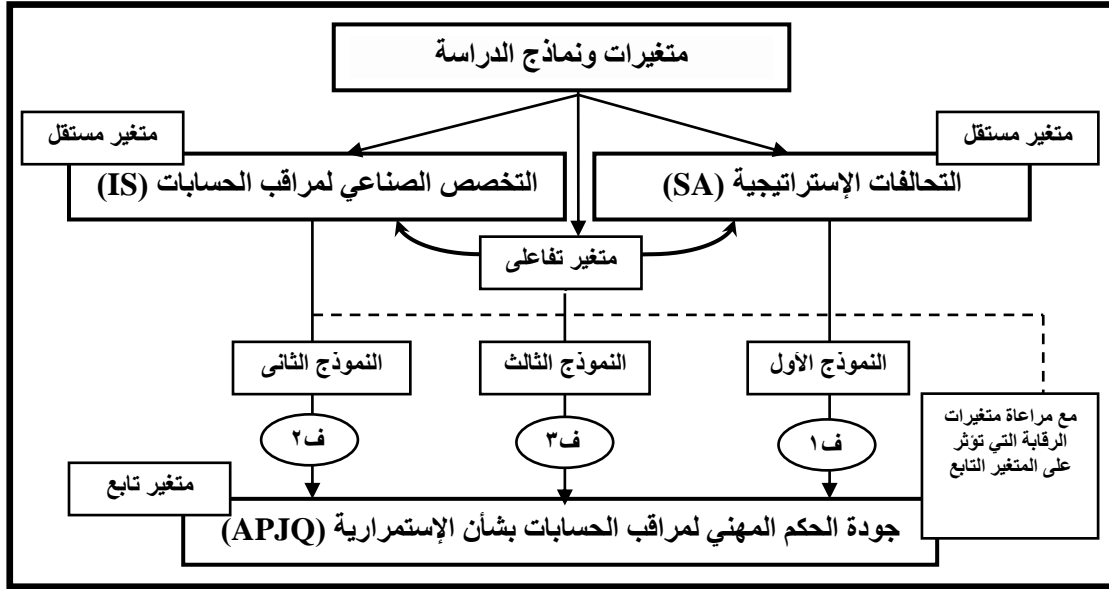 متغيرات ونماذج الدراسة
متغير مستقل
متغير مستقل
التحالفات الإستراتيجية (SA)
التخصص الصناعي لمراقب الحسابات (IS)
متغير تفاعلى
النموذج الأول
النموذج الثالث
النموذج الثانى
مع مراعاة متغيرات
الرقابة التي تؤثر
على المتغير التابع
ف١
ف٣
ف٢
متغير تابع
جودة الحكم المهني لمراقب الحسابات بشأن الإستمرارية (APJQ)